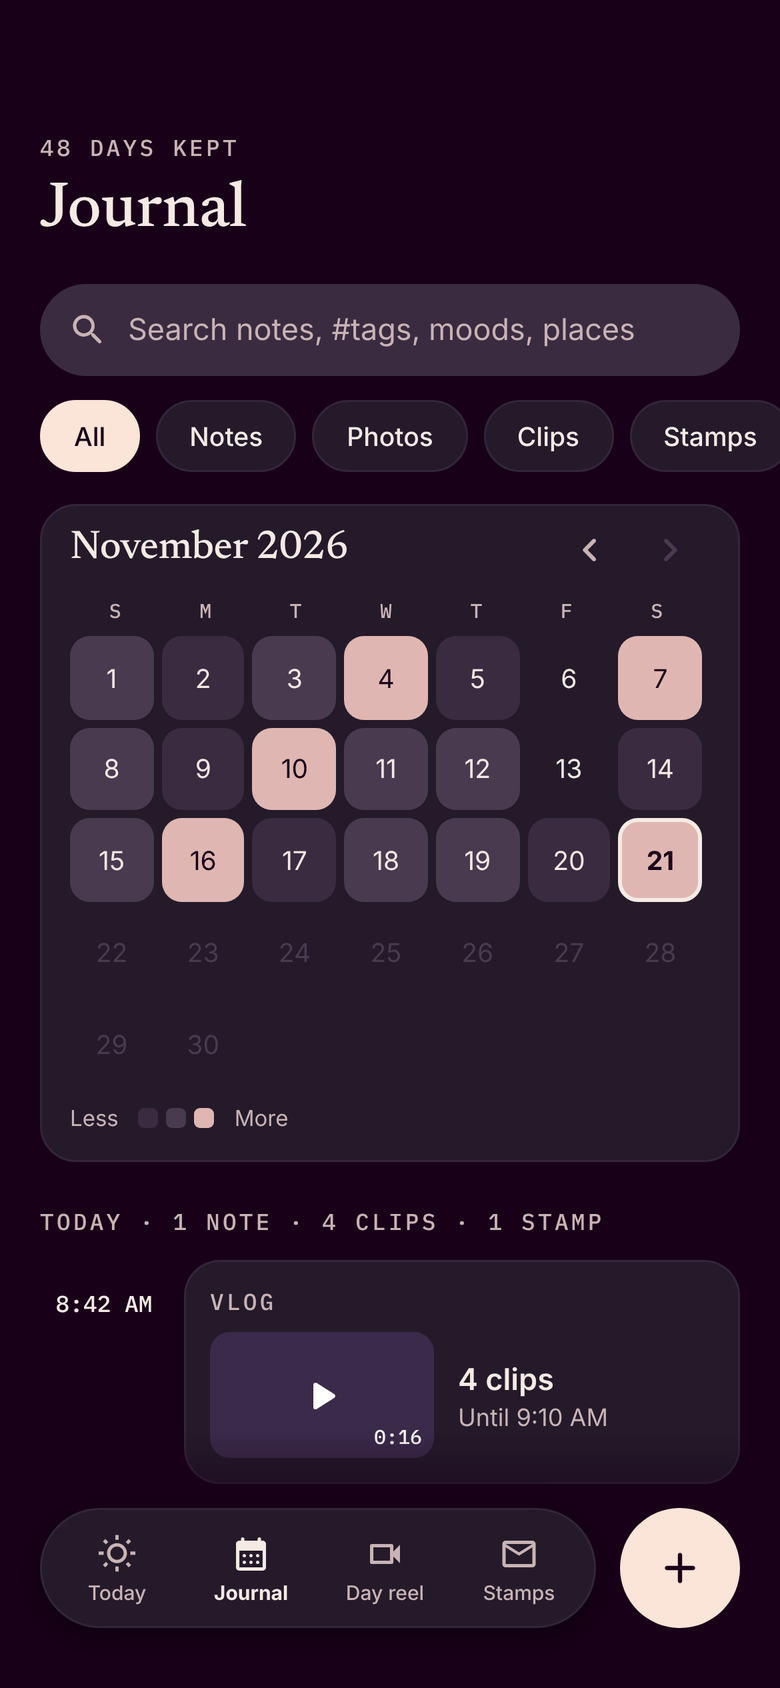 48 DAYS KEPT
Journal
Search notes, #tags, moods, places
All Notes Photos Clips Stamps
November 2026
S M T W T F S
1 2 3 4 5 6 7
8 9 10 11 12 13 14
15 16 17 18 19 20 21
22 23 24 25 26 27 28
29 30
Less More
TODAY · 1 NOTE · 4 CLIPS · 1 STAMP
8:42 AM
VLOG
4 clips
Until 9:10 AM
0:16
Today Journal Day reel Stamps